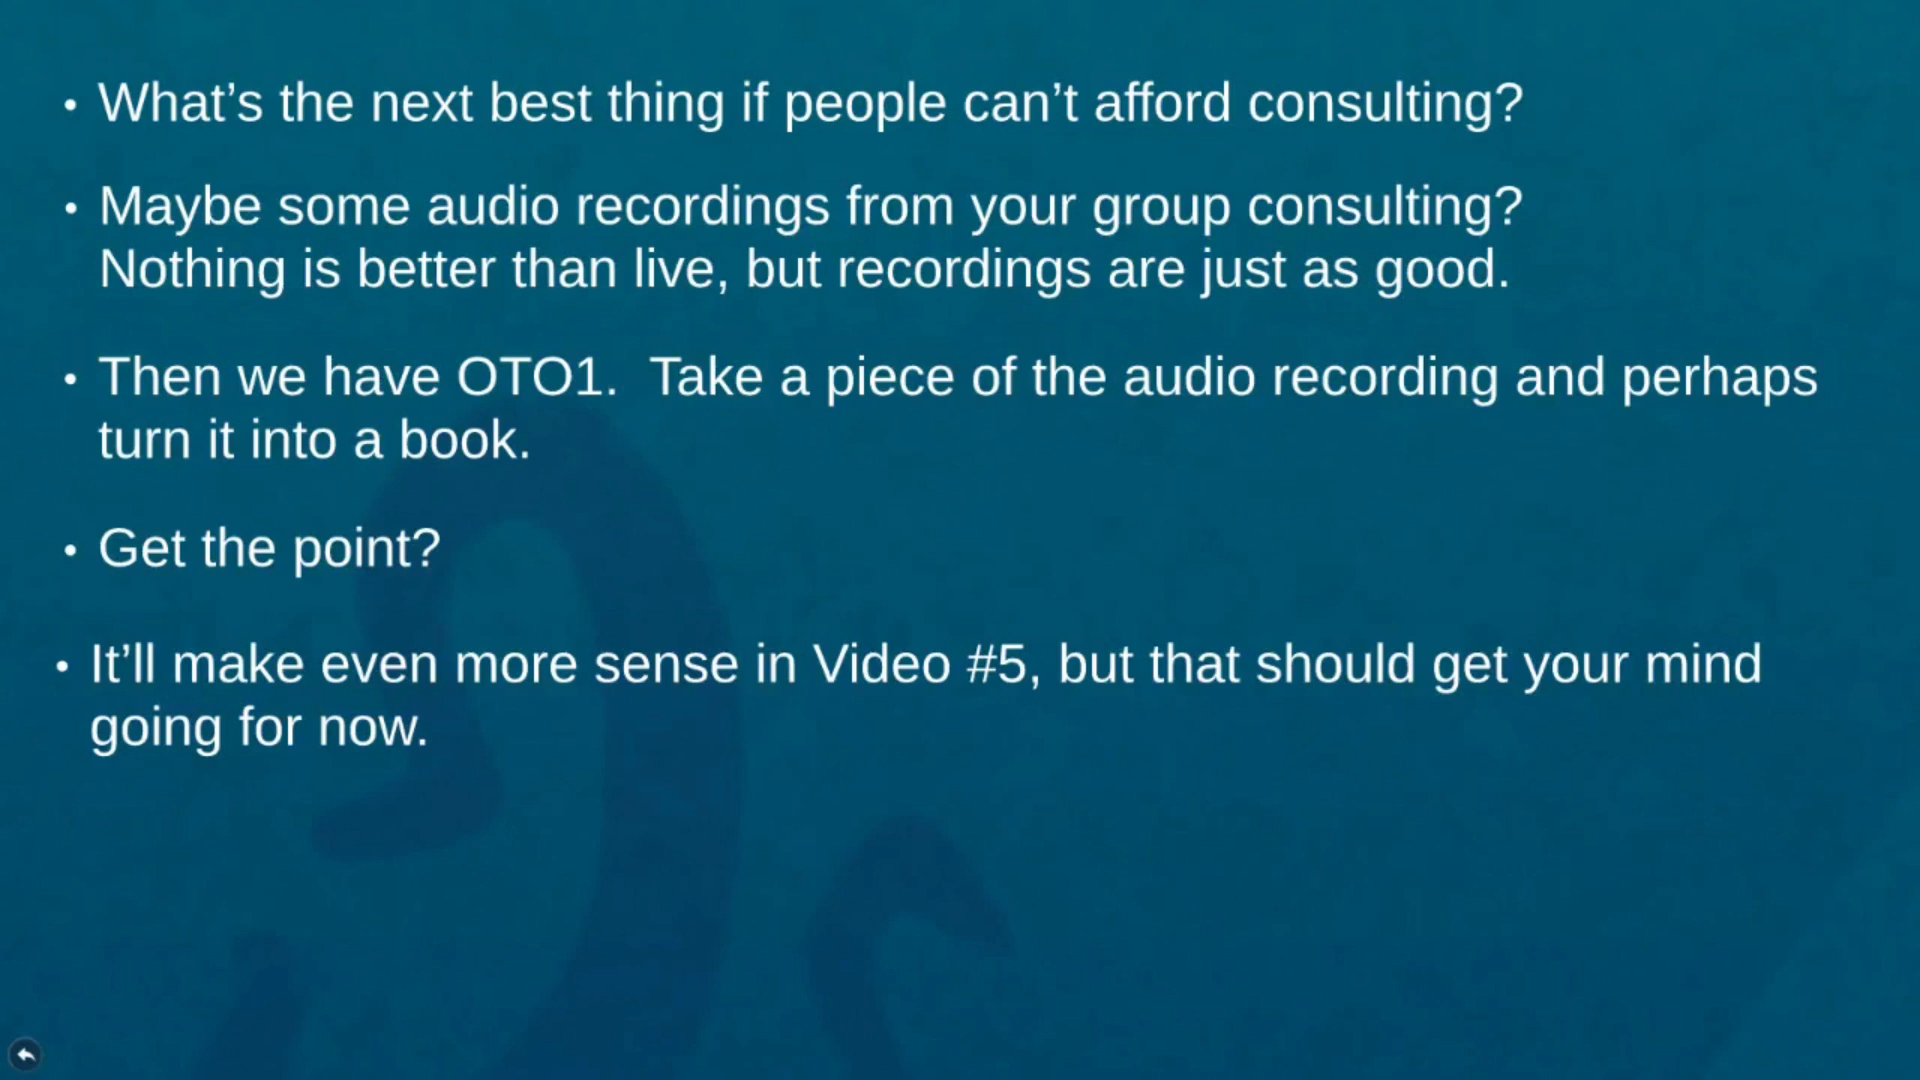 • What’s the next best thing if people can’t afford consulting?
• Maybe some audio recordings from your group consulting?
Nothing is better than live, but recordings are just as good.
• Then we have OTO1.  Take a piece of the audio recording and perhaps
turn it into a book.
• Get the point?
• It’ll make even more sense in Video #5, but that should get your mind
going for now.